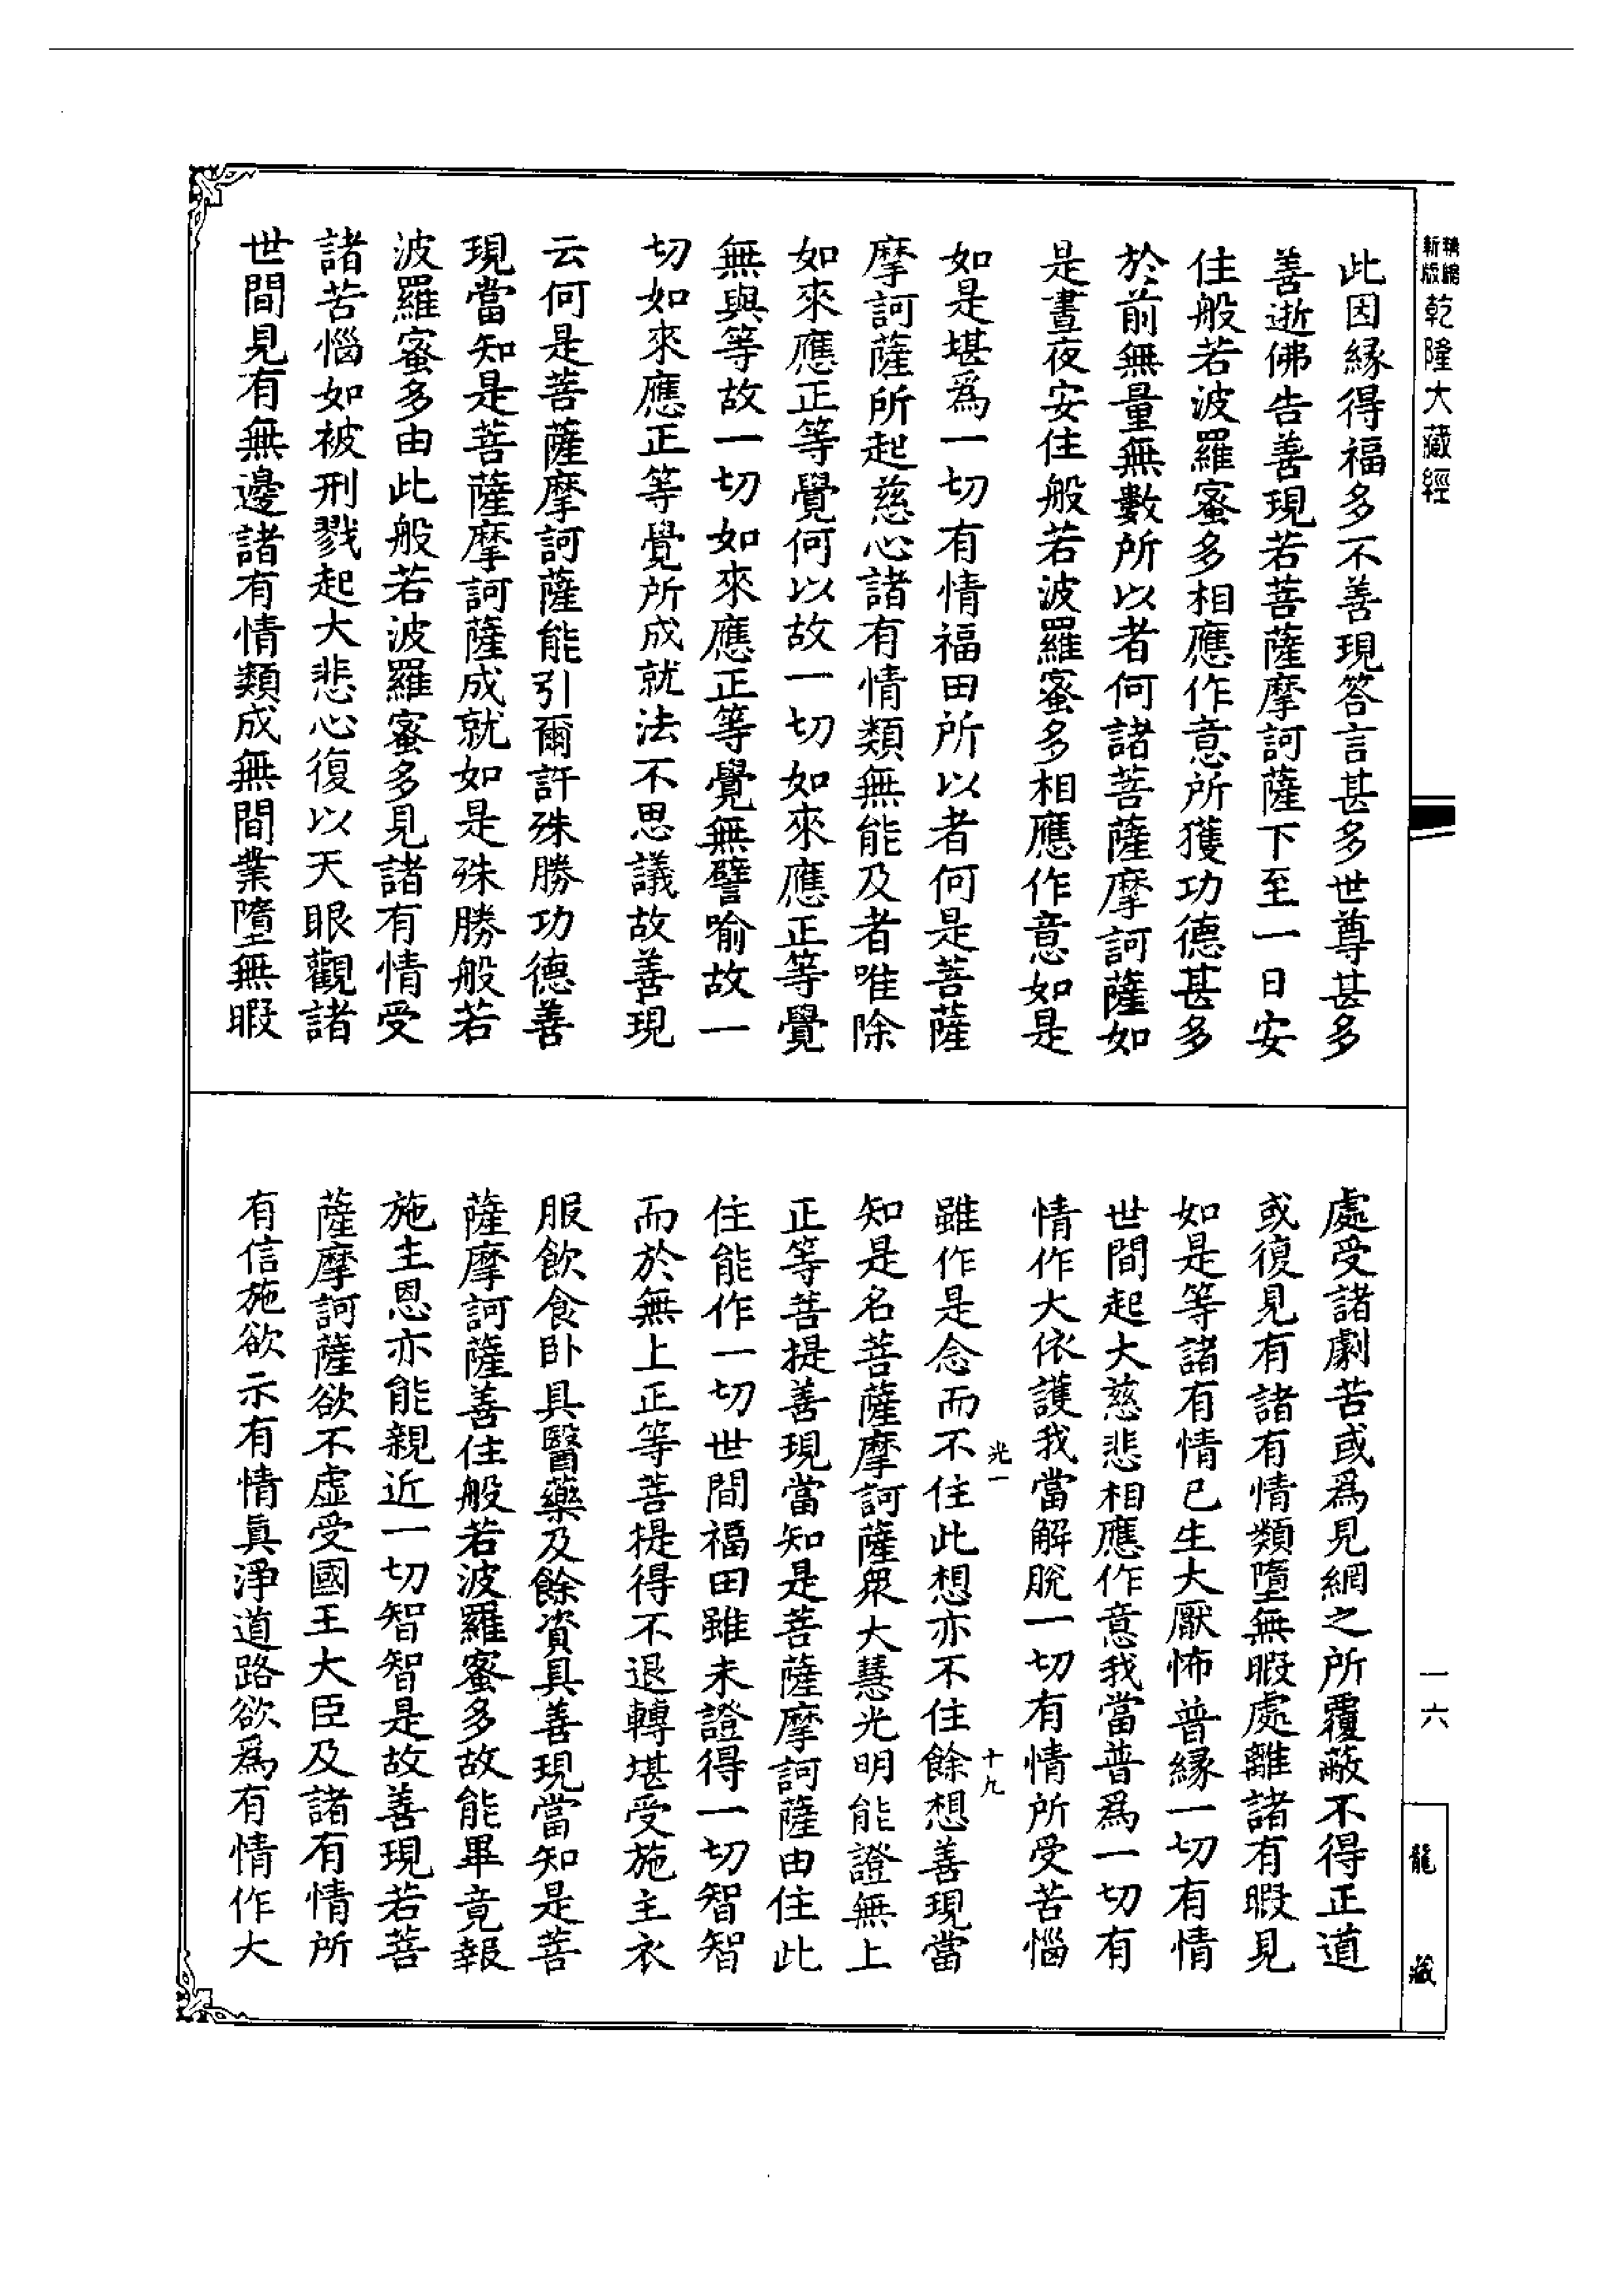 新版
精縮
乾隆大藏經
此因緣得福多不善現答言甚多世尊甚多
善逝佛告善現若菩薩摩訶薩下至一日安
住般若波羅蜜多相應作意所獲功德甚多
於前無量無數所以者何諸菩薩摩訶薩如
是晝夜安住般若波羅蜜多相應作意如是
如是堪為一切有情福田所以者何是菩薩
摩訶薩所起慈心諸有情類無能及者唯除
如來應正等覺何以故一切如來應正等覺
無與等故一切如來應正等覺無譬喻故一
切如來應正等覺所成就法不思議故善現
云何是菩薩摩訶薩能引爾許殊勝功德善
現當知是菩薩摩訶薩成就如是殊勝般若
波羅蜜多由此般若波羅蜜多見諸有情受
諸苦惱如被刑戮起大悲心復以天眼觀諸
世間見有無邊諸有情類成無間業墮無暇
處受諸劇苦或為見網之所覆蔽不得正道
或復見有諸有情類墮無暇處離諸有暇見
如是等諸有情已生大厭怖普緣一切有情
世間起大慈悲相應作意我當普為一切有
情作大依護我當解脫一切有情所受苦惱
光一
十九
雖作是念而不住此想亦不住餘想善現當
知是名菩薩摩訶薩眾大慧光明能證無上
正等菩提善現當知是菩薩摩訶薩由住此
住能作一切世間福田雖未證得一切智智
而於無上正等菩提得不退轉堪受施主衣
服飲食臥具醫藥及餘資具善現當知是菩
薩摩訶薩善住般若波羅蜜多故能畢竟報
施主恩亦能親近一切智智是故善現若菩
薩摩訶薩欲不虛受國王大臣及諸有情所
有信施欲示有情真淨道路欲為有情作大
一六
龍藏